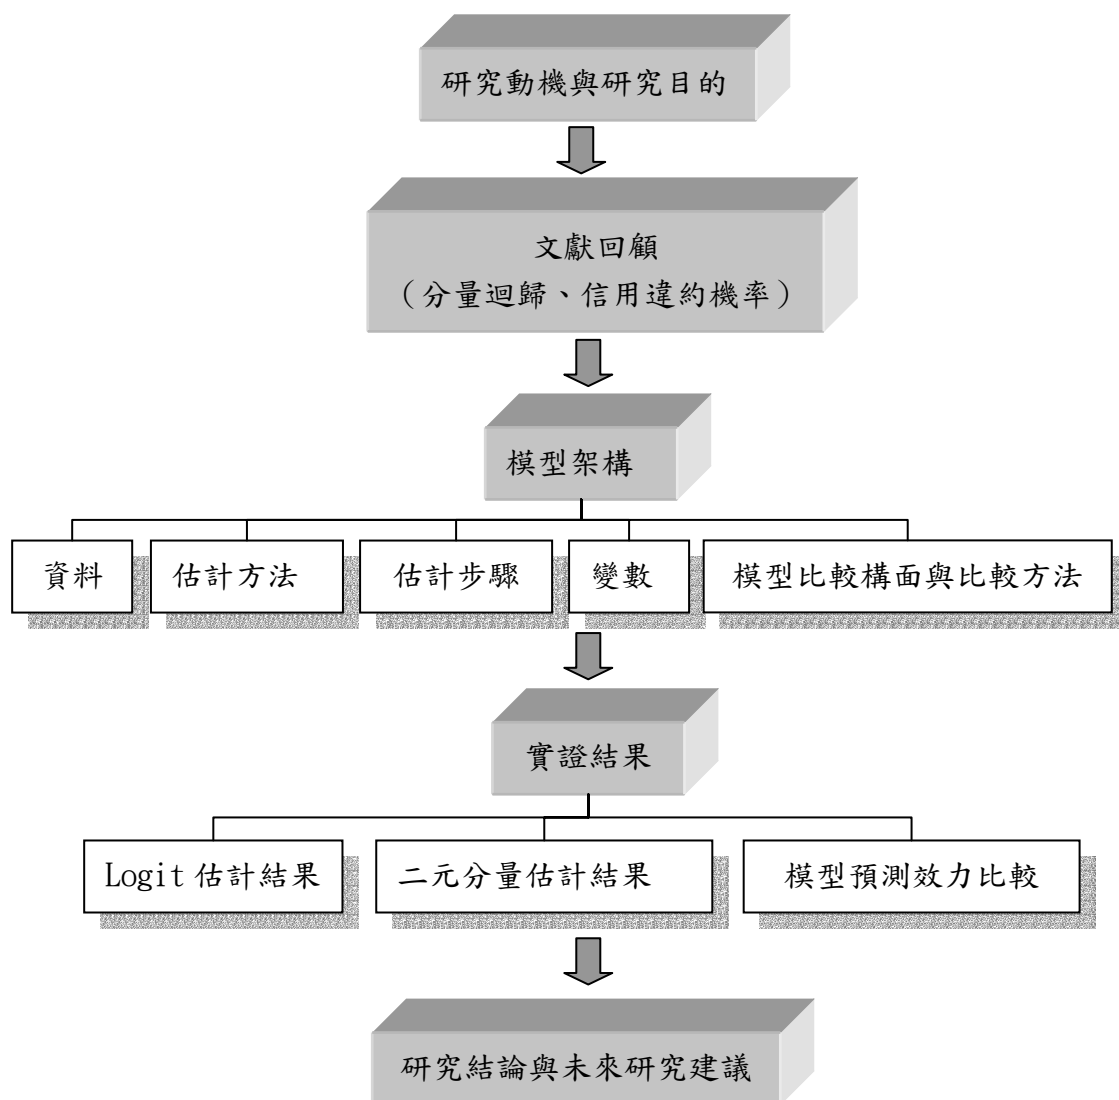 研究動機與研究目的
文獻回顧
（分量迴歸、信用違約機率）
模型架構
資料
估計方法
估計步驟
變數
模型比較構面與比較方法
實證結果
Logit 估計結果
二元分量估計結果
模型預測效力比較
研究結論與未來研究建議